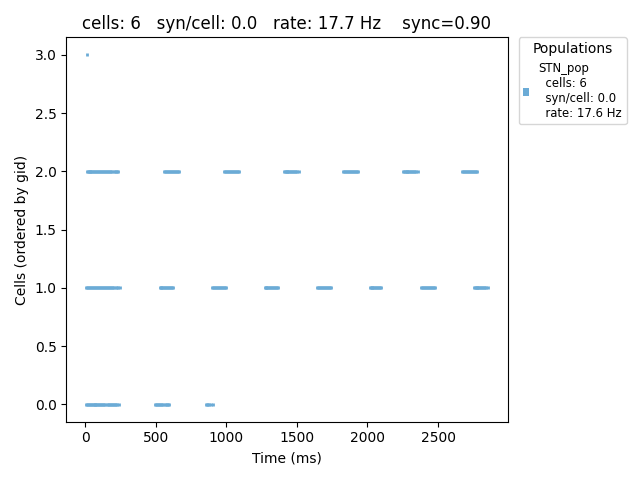 cells: 6   syn/cell: 0.0   rate: 17.7 Hz    sync=0.90
Populations
STN_pop
cells: 6
syn/cell: 0.0
rate: 17.6 Hz
Cells (ordered by gid)
3.0
2.5
2.0
1.5
1.0
0.5
0.0
0 500 1000 1500 2000 2500
Time (ms)